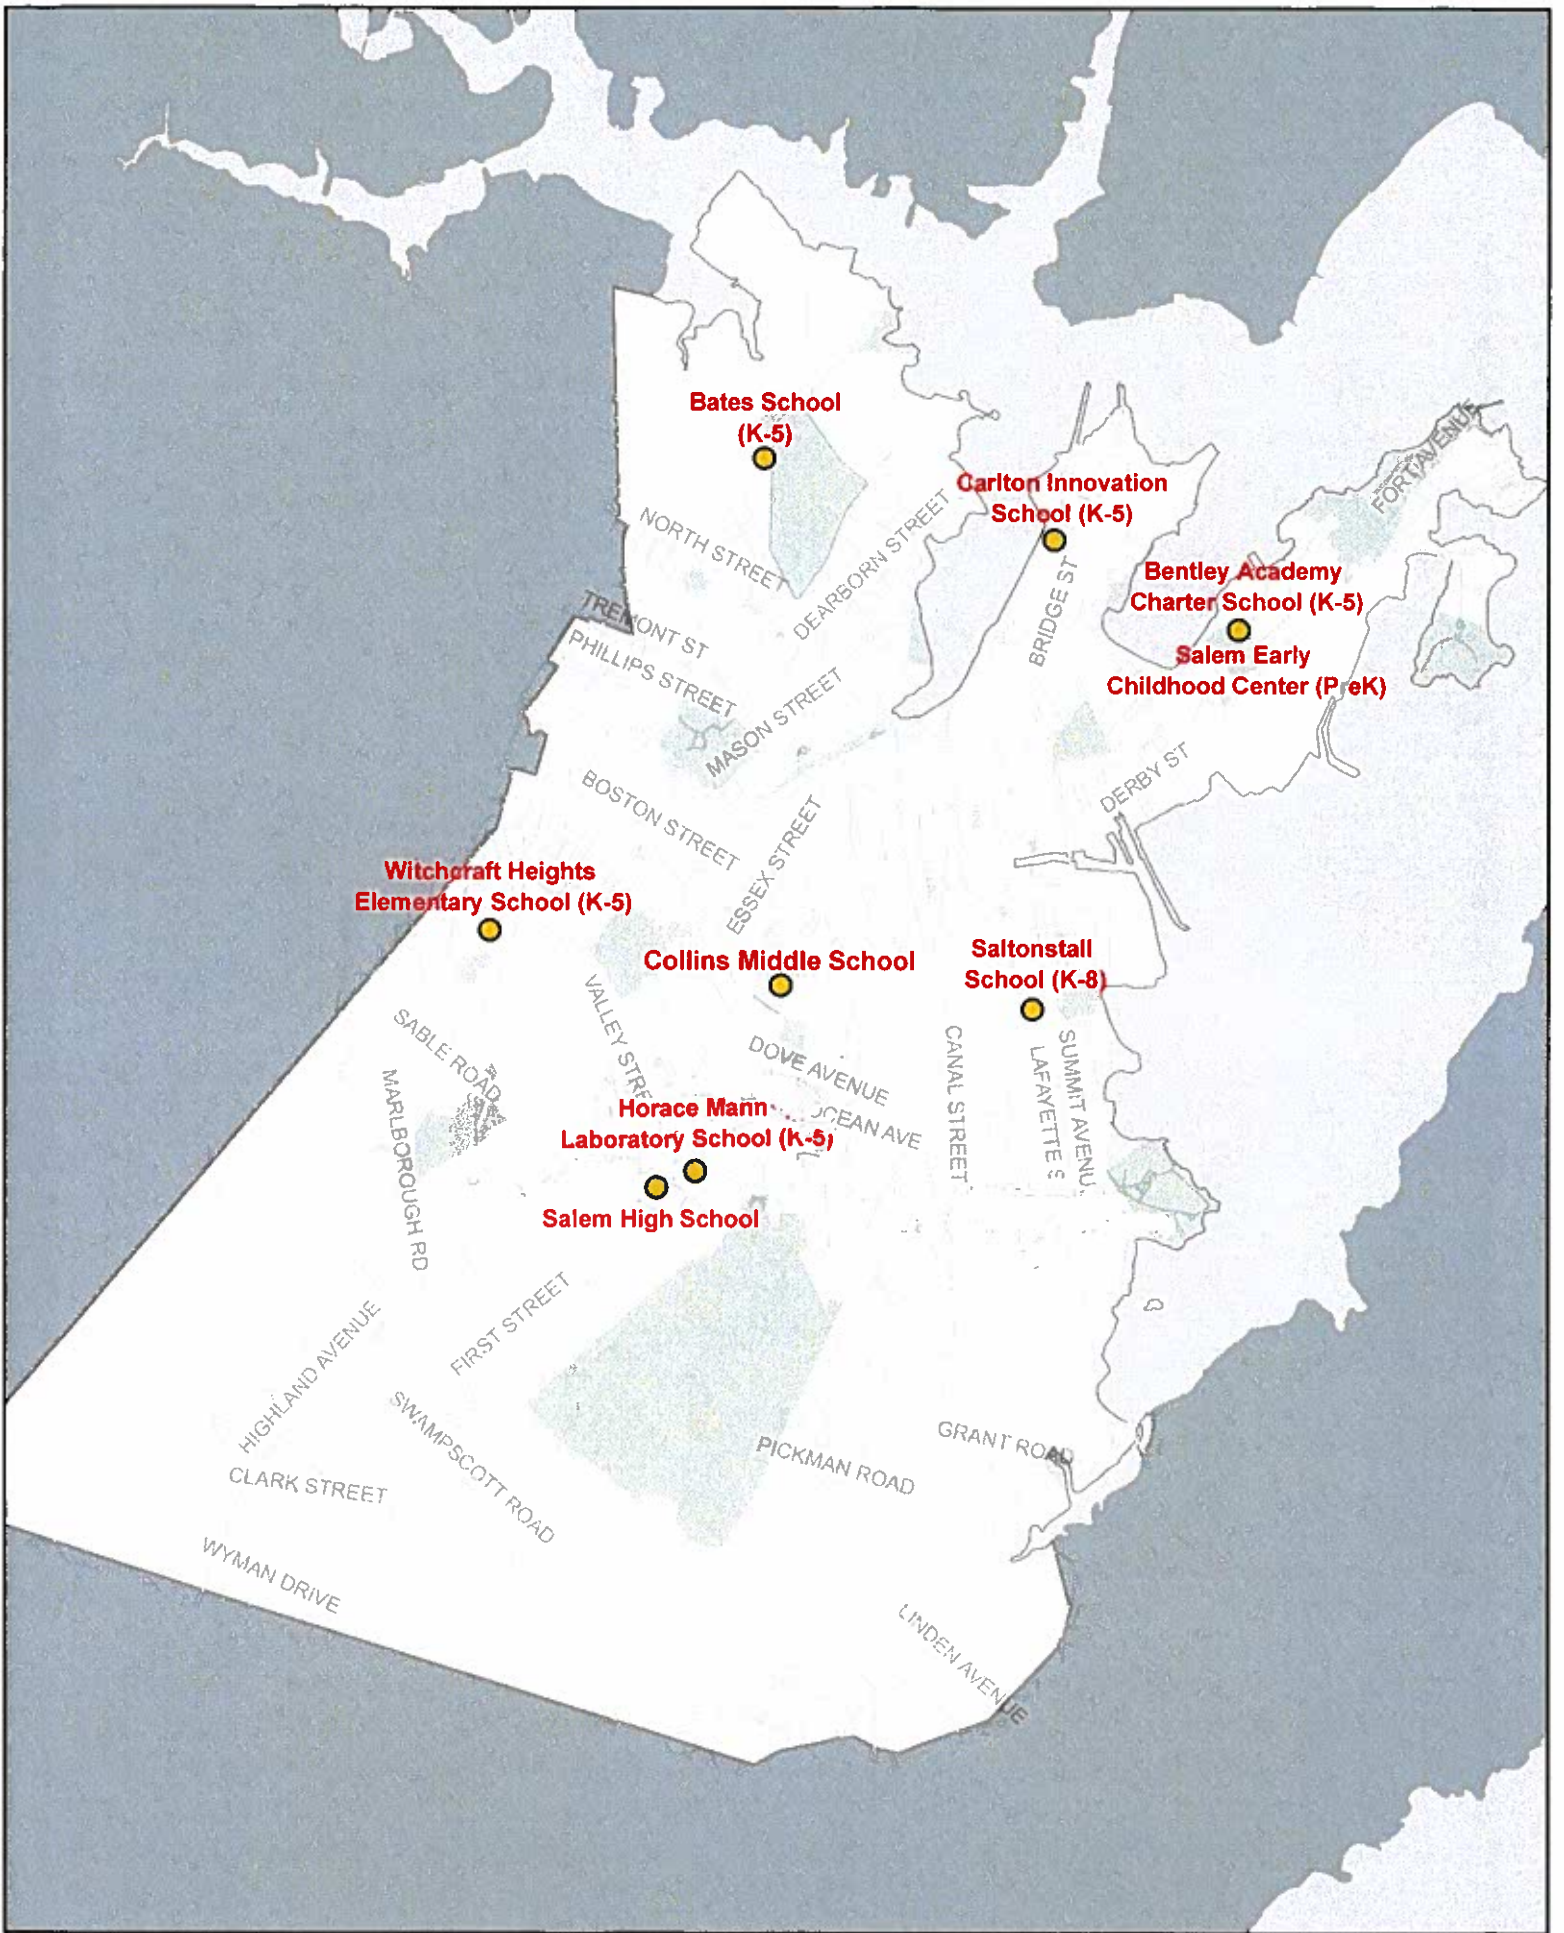 Bates School
(K-5)
Carlton Innovation
School (K-5)
FORT AVENUE
NORTH STREET
DEARBORN STREET
Bentley Academy
Charter School (K-5)
BRIDGE ST
TREMONT ST
PHILLIPS STREET
Salem Early
Childhood Center (P eK)
MASON STREET
DERBY ST
BOSTON STREET
ESSEX STREET
Witchcraft Heights
Elementary School (K-5)
Collins Middle School
Saltonstall
School (K-8)
VALLEY STRE
SABLE ROAD
DOVE AVENUE
CANAL STREET
LAFAYETTE S
SUMMIT AVENU
MARLBOROUGH RD
Horace Mann
Laboratory School (K-5)
OCEAN AVE
Salem High School
FIRST STREET
HIGHLAND AVENUE
SWAMPSCOTT ROAD
PICKMAN ROAD
GRANT ROAD
CLARK STREET
WYMAN DRIVE
LINDEN AVENUE